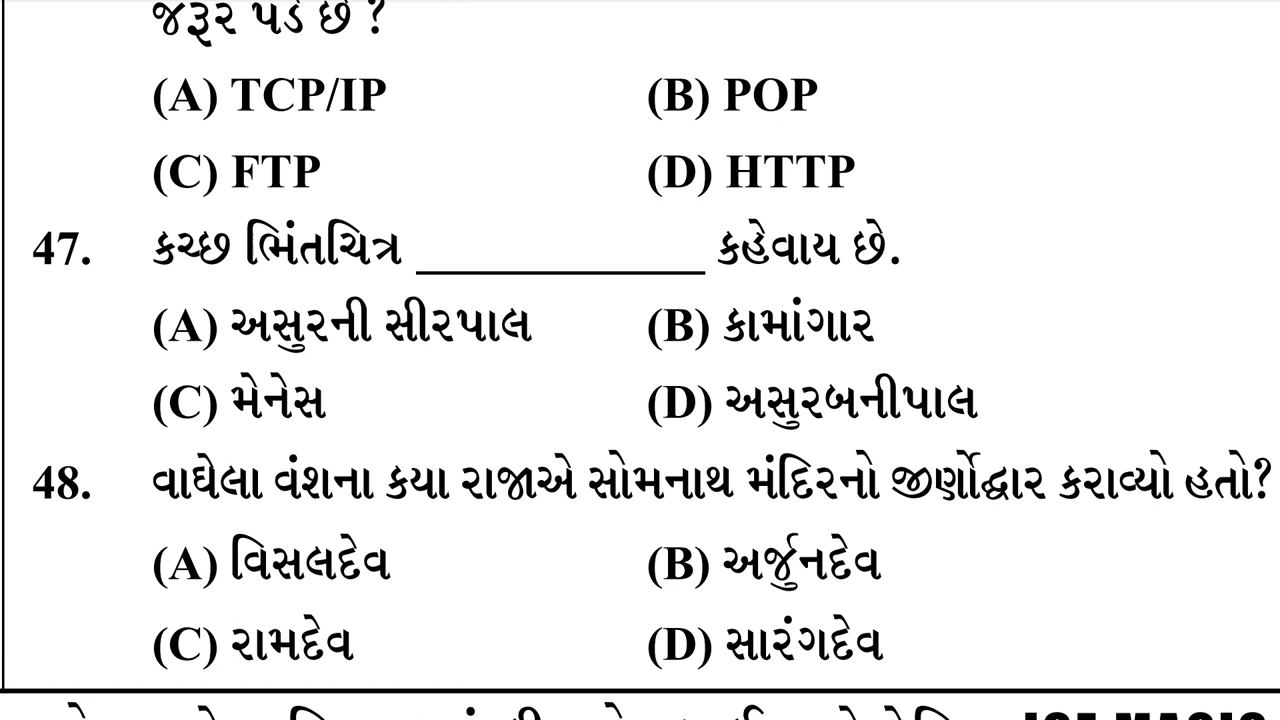 જરૂર પડે છે ?
(A) TCP/IP (B) POP
(C) FTP (D) HTTP
47. કચ્છ ભિંતચિત્ર ____________ કહેવાય છે.
(A) અસુરની સીરપાલ (B) કામાંગાર
(C) મેનેસ (D) અસુરબનીપાલ
48. વાઘેલા વંશના કયા રાજાએ સોમનાથ મંદિરનો જીર્ણોદ્ધાર કરાવ્યો હતો?
(A) વિસલદેવ (B) અર્જુનદેવ
(C) રામદેવ (D) સારંગદેવ